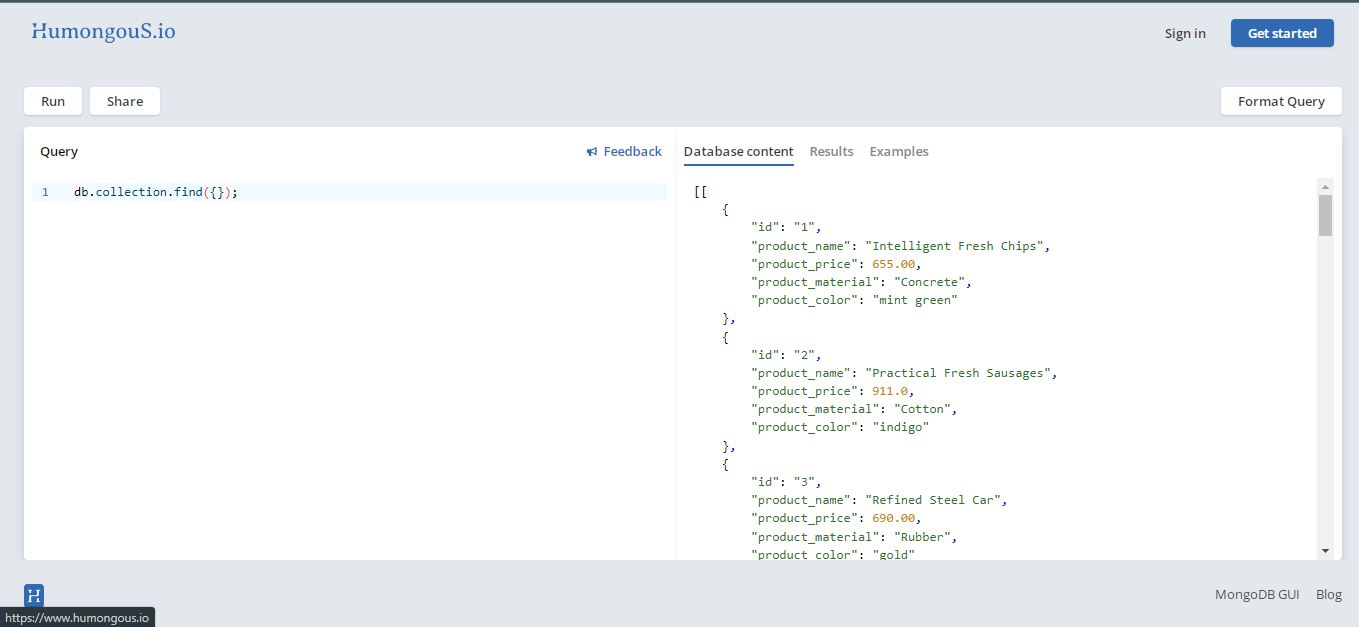 HumongouS.io
Sign in
Get started
Run
Share
Format Query
Query
Feedback
Database content
Results
Examples
1 db.collection.find({});
[[
{
"id": "1",
"product_name": "Intelligent Fresh Chips",
"product_price": 655.00,
"product_material": "Concrete",
"product_color": "mint green"
},
{
"id": "2",
"product_name": "Practical Fresh Sausages",
"product_price": 911.0,
"product_material": "Cotton",
"product_color": "indigo"
},
{
"id": "3",
"product_name": "Refined Steel Car",
"product_price": 690.00,
"product_material": "Rubber",
"product_color": "gold"
H
MongoDB GUI
Blog
https://www.humongous.io